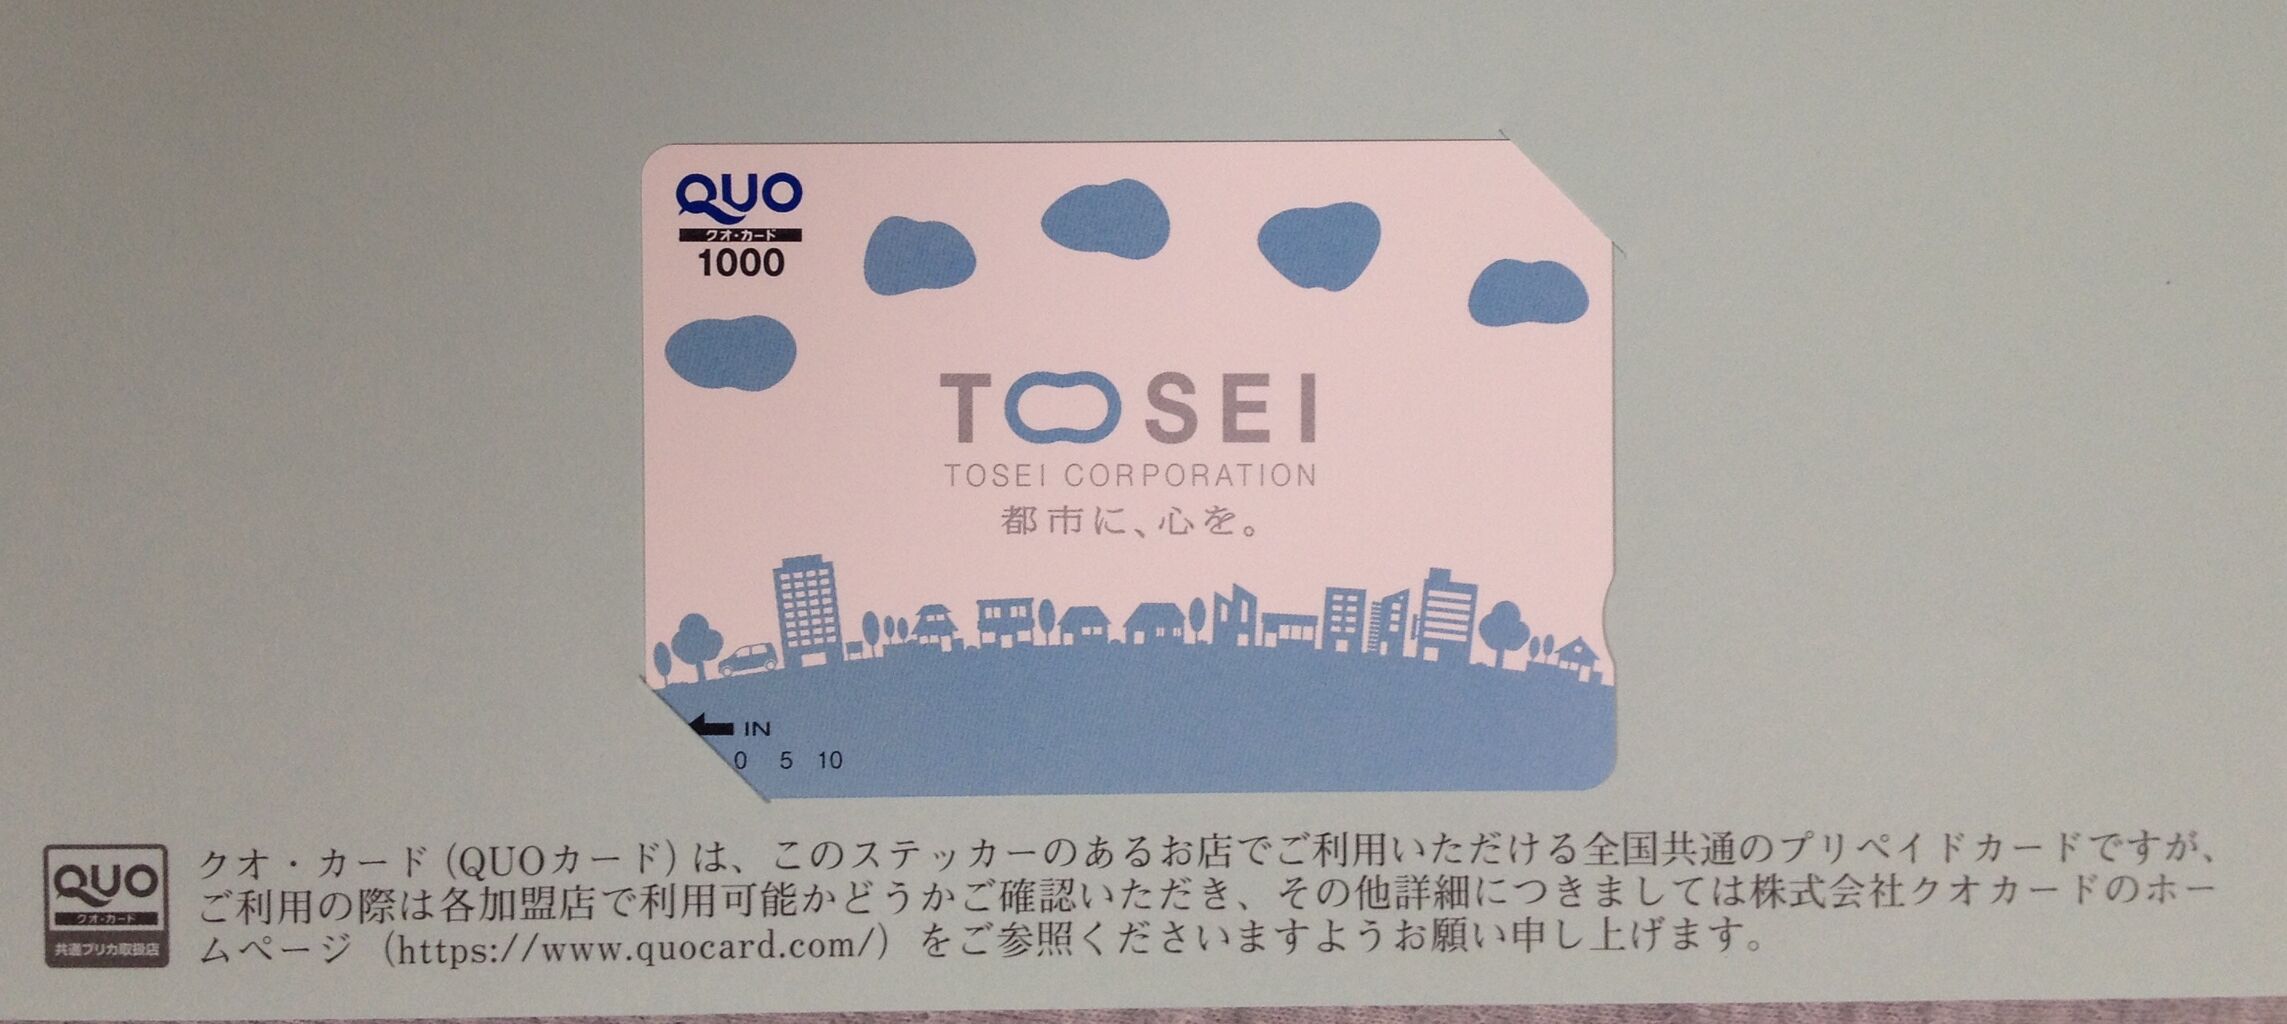 QUO
クオ・カード
1000
TOSEI
TOSEI CORPORATION
都市に、心を。
IN
0 5 10
QUO
クオ・カード
共通プリカ取扱店
クオ・カード(QUOカード)は、このステッカーのあるお店でご利用いただける全国共通のプリペイドカードですが、
ご利用の際は各加盟店で利用可能かどうかご確認いただき、その他詳細につきましては株式会社クオカードのホー
ムページ（https://www.quocard.com/）をご参照くださいますようお願い申し上げます。